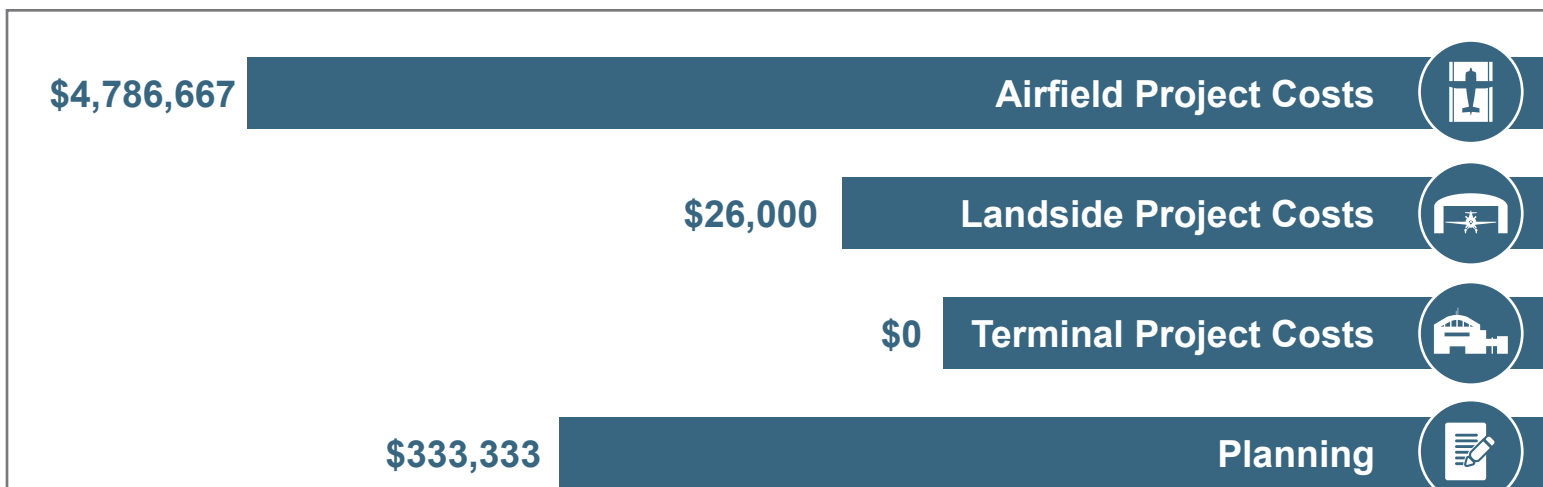 $4,786,667 Airfield Project Costs
$26,000 Landside Project Costs
$0 Terminal Project Costs
$333,333 Planning